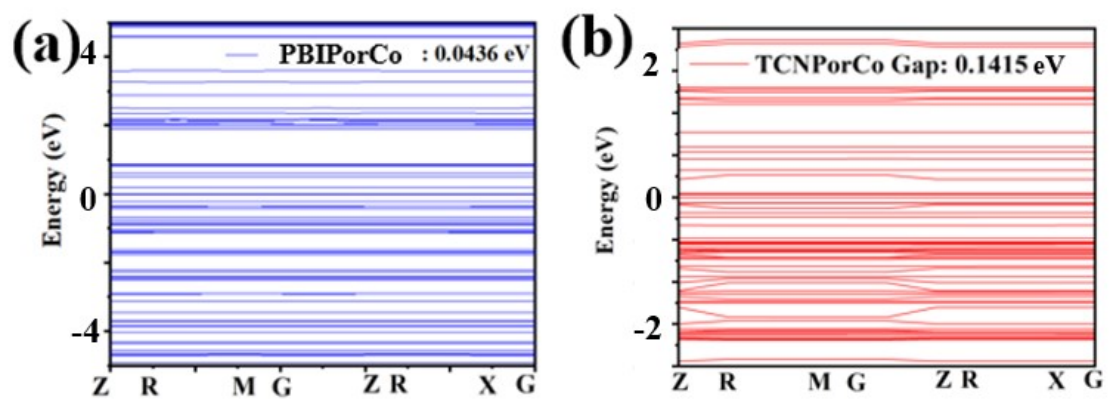 (a)
PBIPorCo : 0.0436 eV
Energy (eV)
4
0
-4
Z R M G Z R X G
(b)
TCNPorCo Gap: 0.1415 eV
Energy (eV)
2
0
-2
Z R M G Z R X G